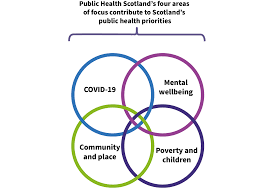 Public Health Scotland's four areas
of focus contribute to Scotland's
public health priorities
COVID-19
Mental
wellbeing
Community
and place
Poverty and
children